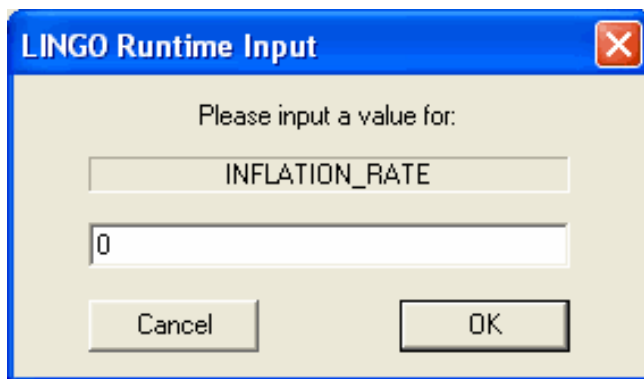 LINGO Runtime Input
Please input a value for:
INFLATION_RATE
0
Cancel OK